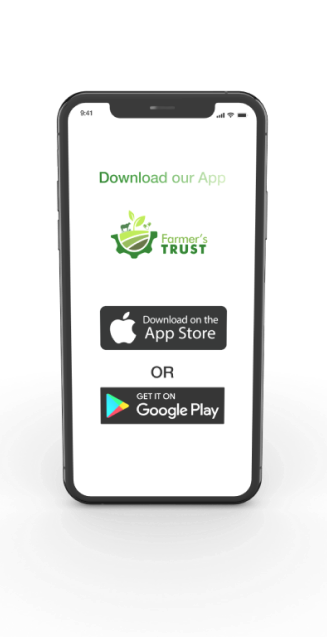 9:41
Download our App
Farmer's
TRUST
Download on the
App Store
OR
GET IT ON
Google Play